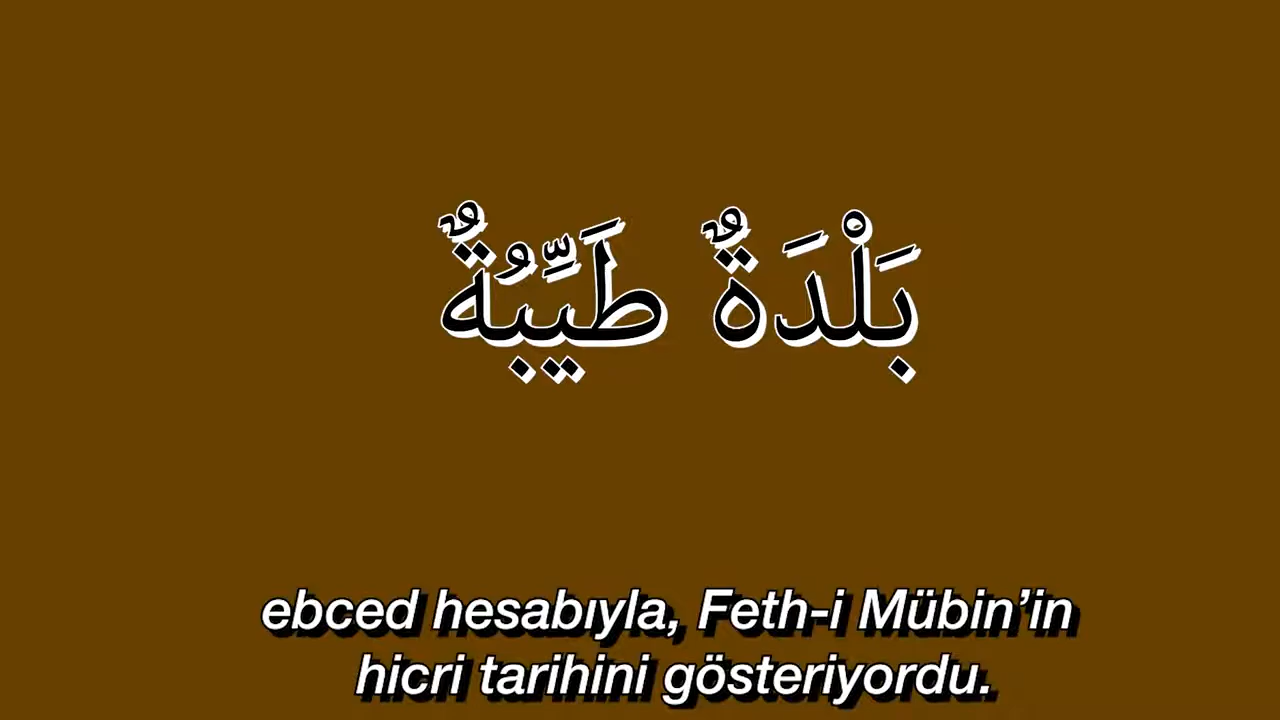 بَلْدَةٌ طَيِّبُةٌ
ebced hesabıyla, Feth-i Mübin’in
hicri tarihini gösteriyordu.